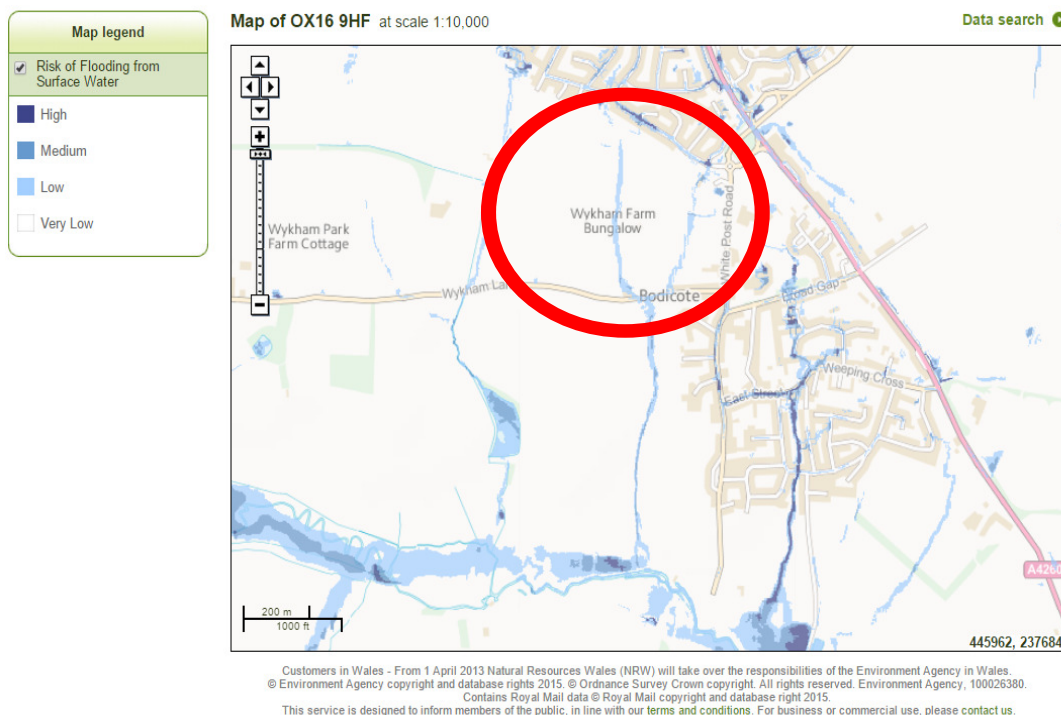 Map legend
Risk of Flooding from
Surface Water
High
Medium
Low
Very Low
Map of OX16 9HF at scale 1:10,000
Data search
Wykham Park
Farm Cottage
Wykham Farm
Bungalow
White Post Road
Wykham La
Bodicote
Broad Gap
Weeping Cross
East Street
A4260
200 m
1000 ft
445962, 237684
Customers in Wales - From 1 April 2013 Natural Resources Wales (NRW) will take over the responsibilities of the Environment Agency in Wales.
© Environment Agency copyright and database rights 2015. © Ordnance Survey Crown copyright. All rights reserved. Environment Agency, 100026380.
Contains Royal Mail data © Royal Mail copyright and database right 2015.
This service is designed to inform members of the public, in line with our terms and conditions. For business or commercial use, please contact us.